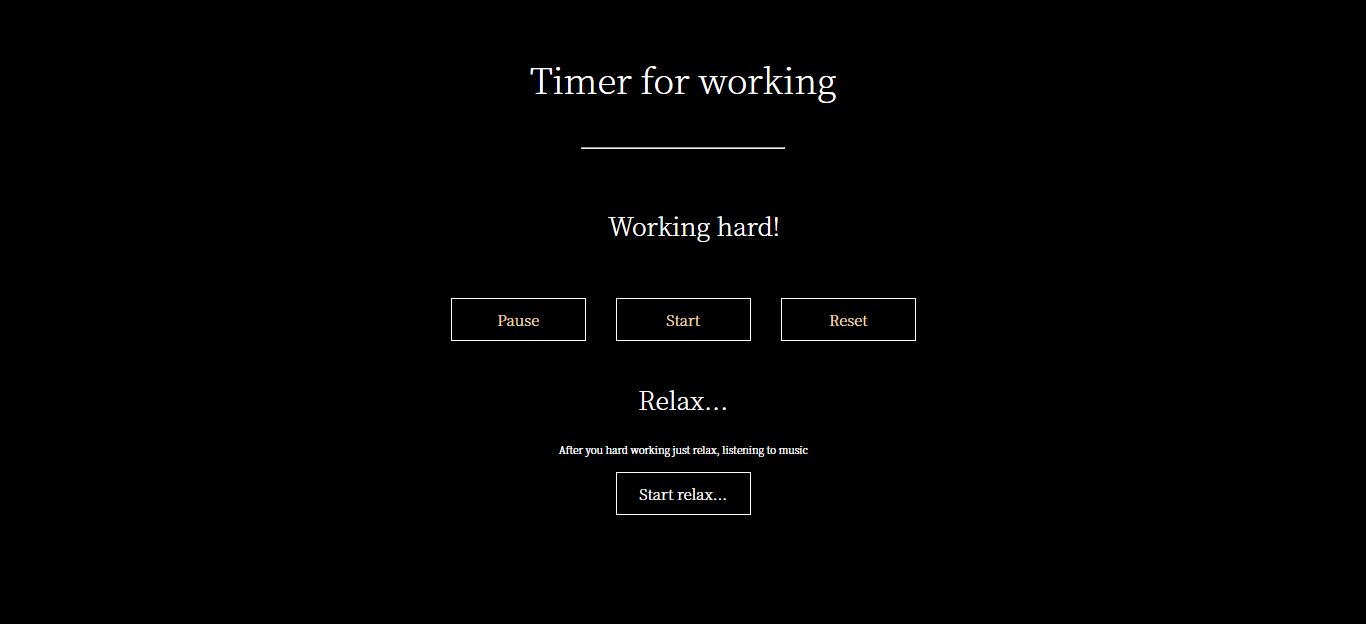 Timer for working
Working hard!
Pause Start Reset
Relax...
After you hard working just relax, listening to music
Start relax...